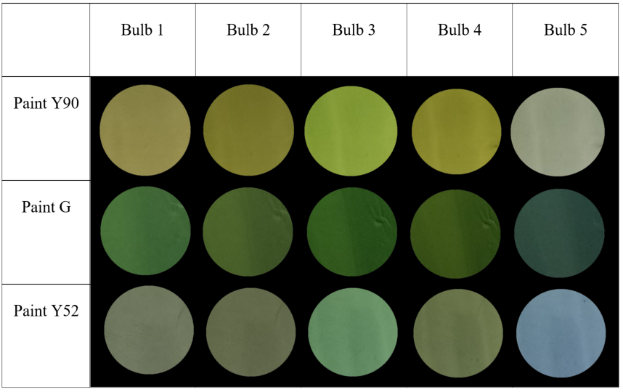 Bulb 1 Bulb 2 Bulb 3 Bulb 4 Bulb 5
Paint Y90
Paint G
Paint Y52